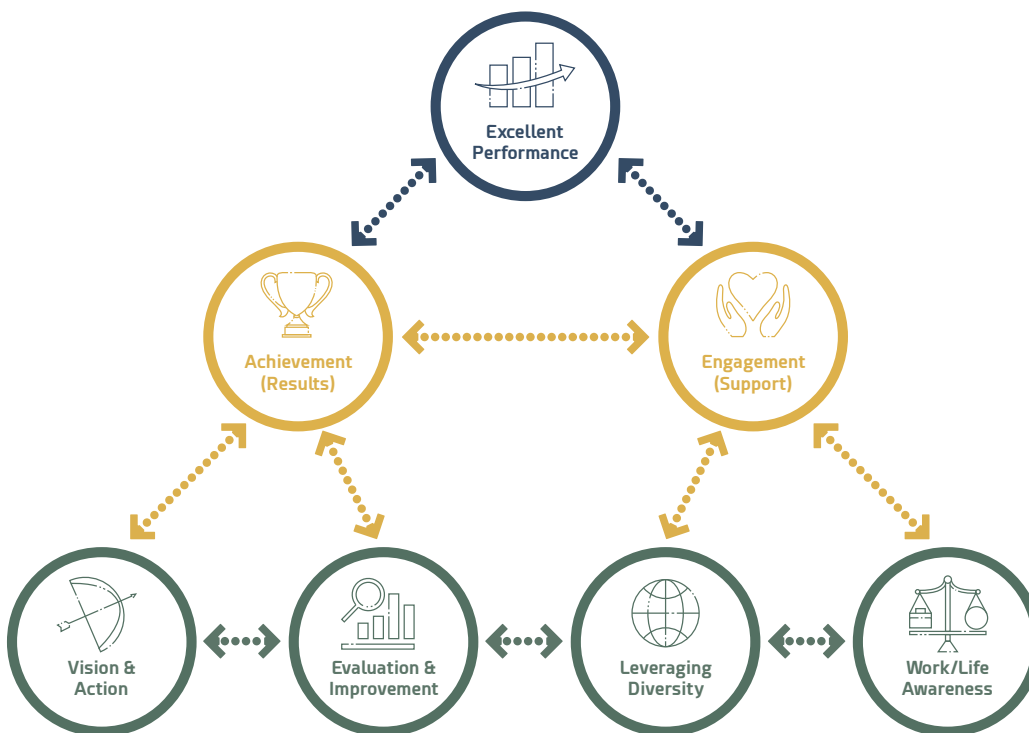 Excellent
Performance
Achievement
(Results)
Engagement
(Support)
Vision &
Action
Evaluation &
Improvement
Leveraging
Diversity
Work/Life
Awareness